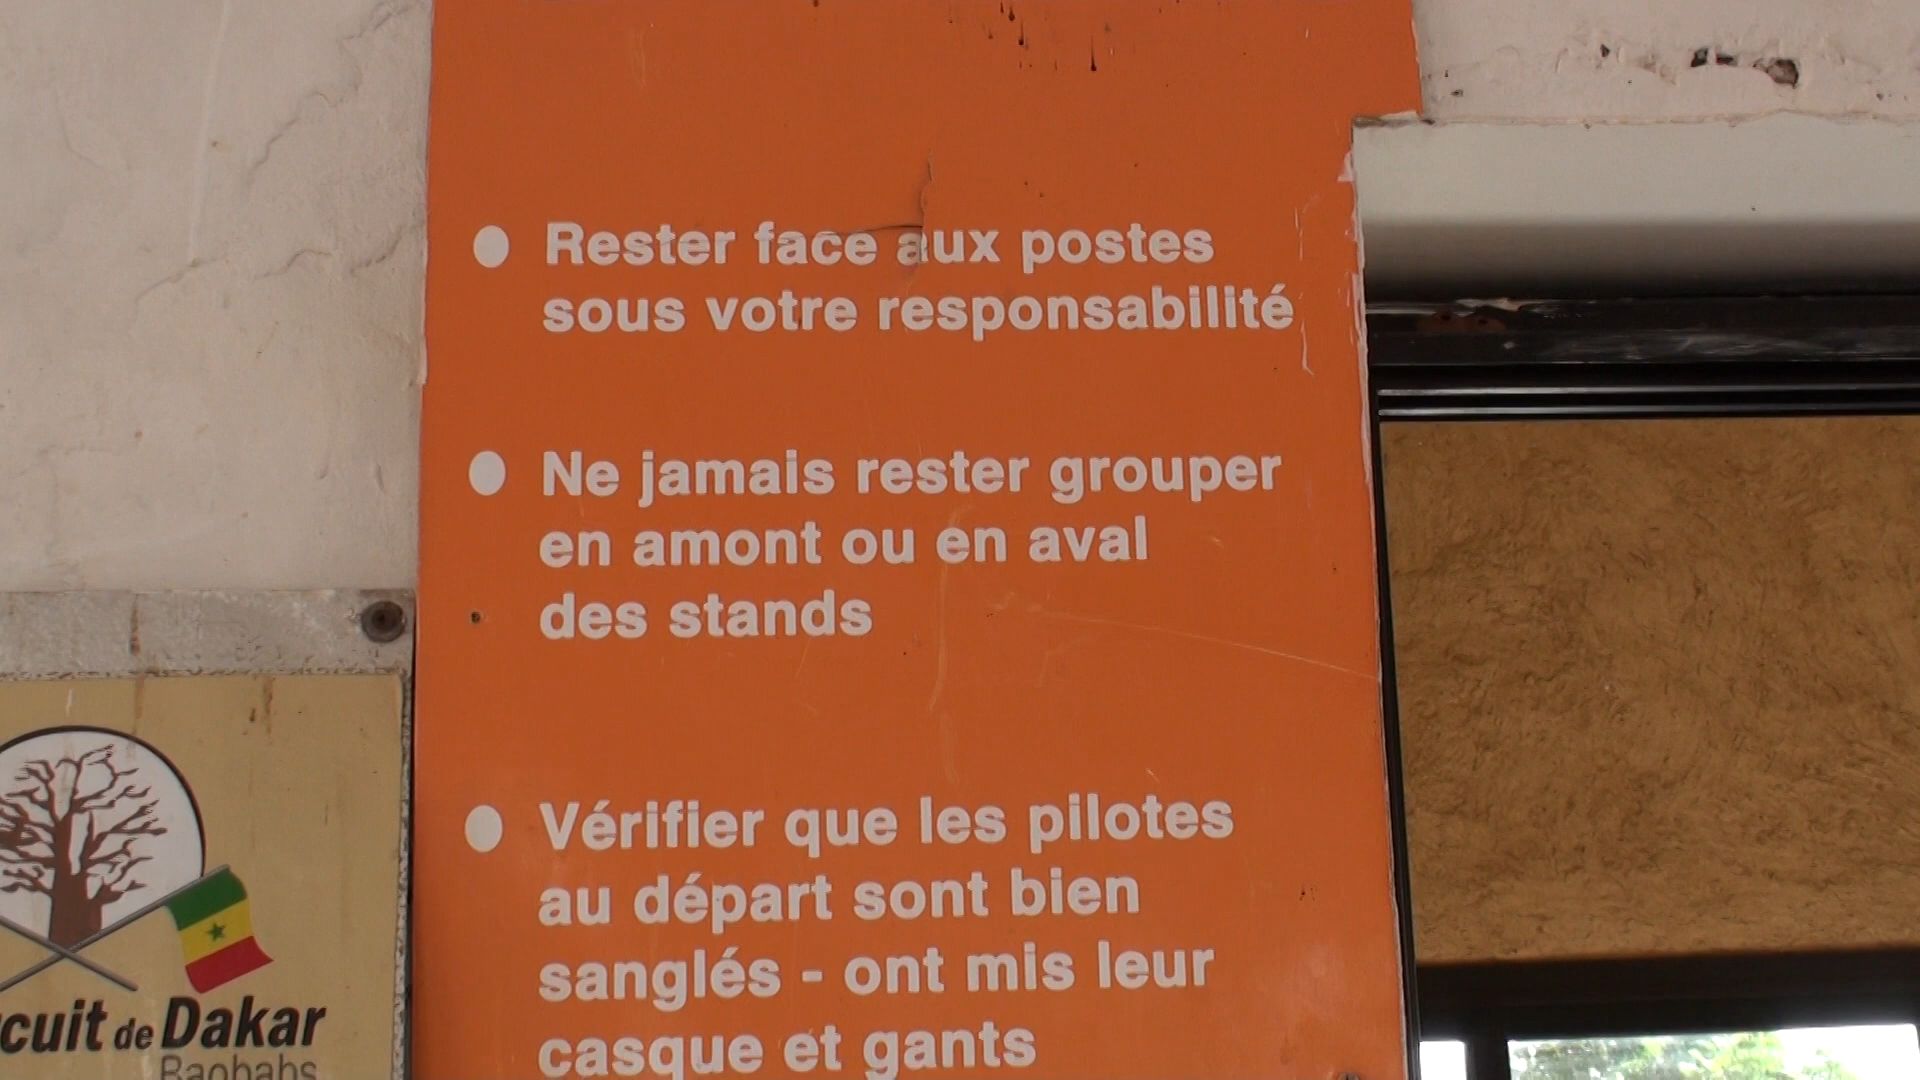 ● Rester face aux postes
sous votre responsabilité
● Ne jamais rester grouper
en amont ou en aval
des stands
● Vérifier que les pilotes
au départ sont bien
sanglés - ont mis leur
casque et gants
de Dakar
Baobabs